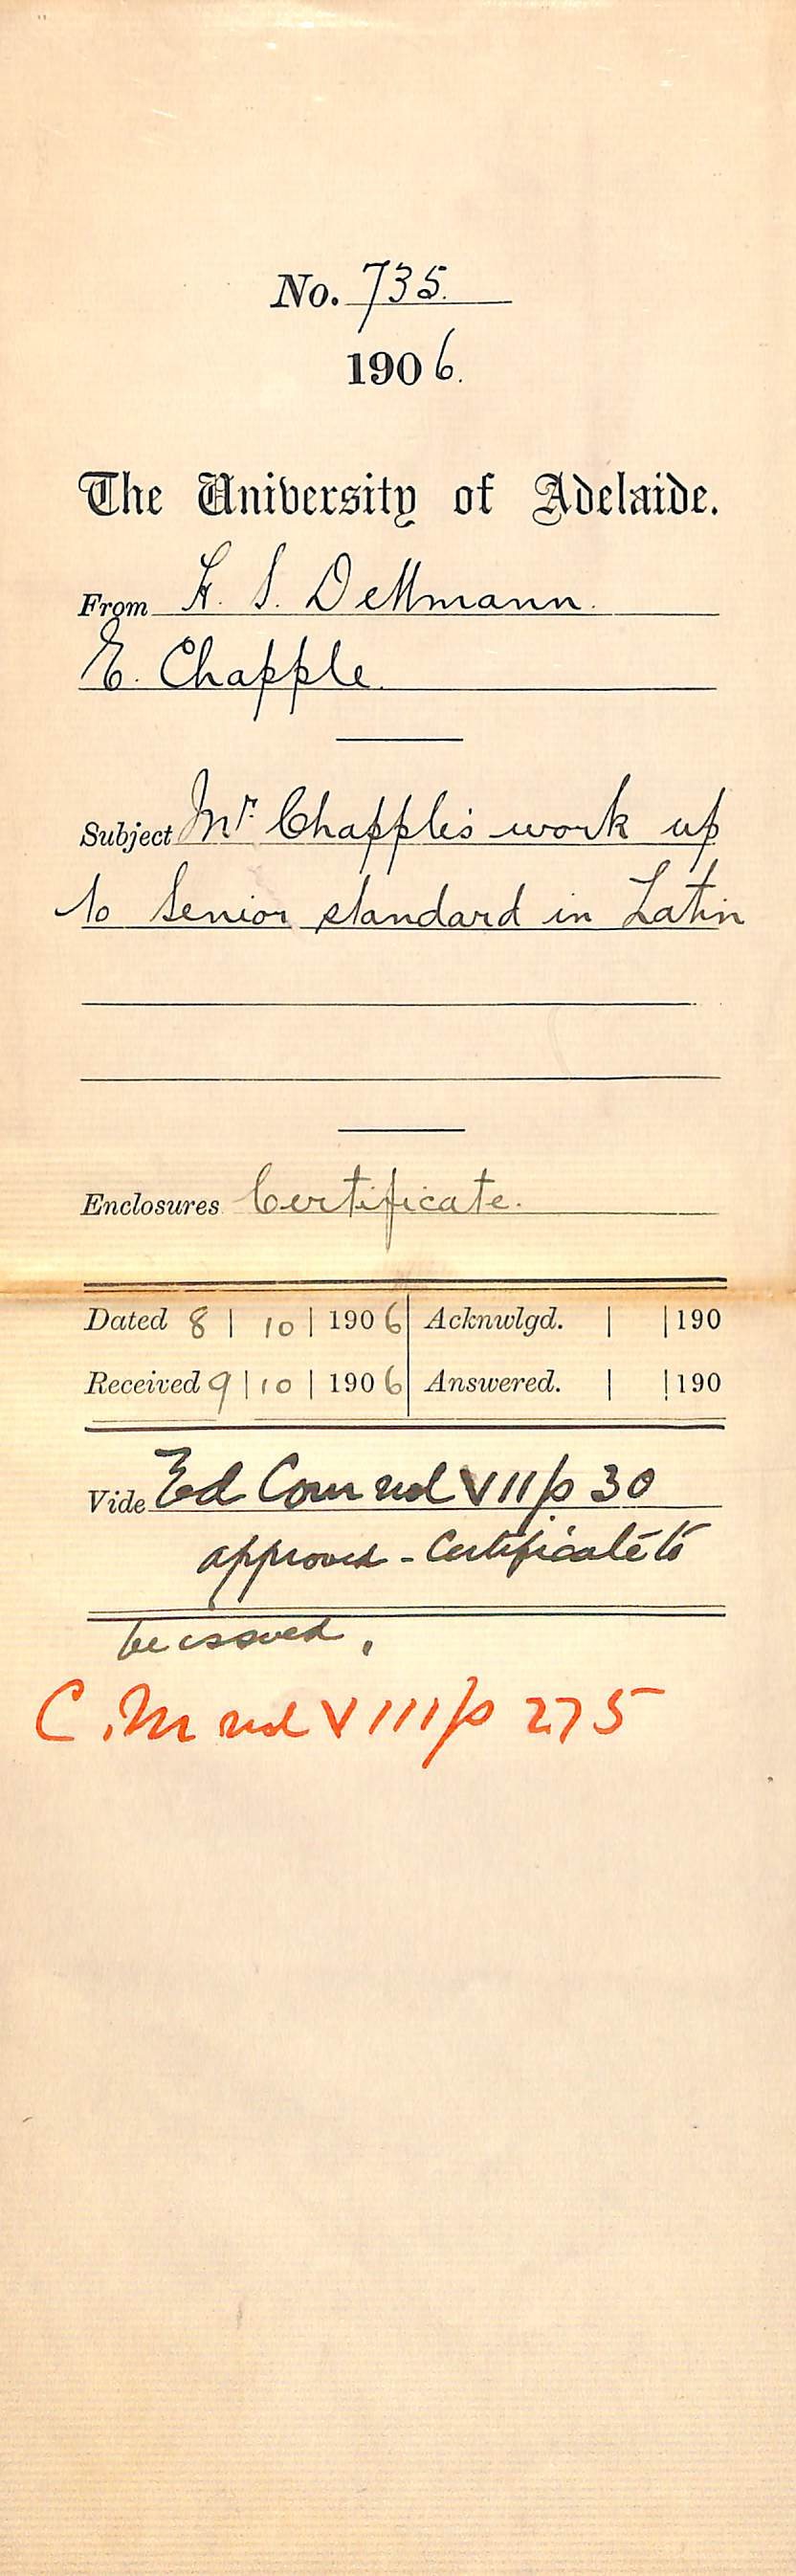 No. 735.
1906.
The University of Adelaide.
From H. S. Dettmann.
E. Chapple.
Subject Mr. Chapple's work up
to Senior standard in Latin
Enclosures Certificate.
Dated 8 | 10 | 1906 Acknwlgd. | | 190
Received 9 | 10 | 1906 Answered. | | 190
Vide Ed Com vol VII/p 30
approved - Certificate to
be issued,
C.M vol VIII/p 275